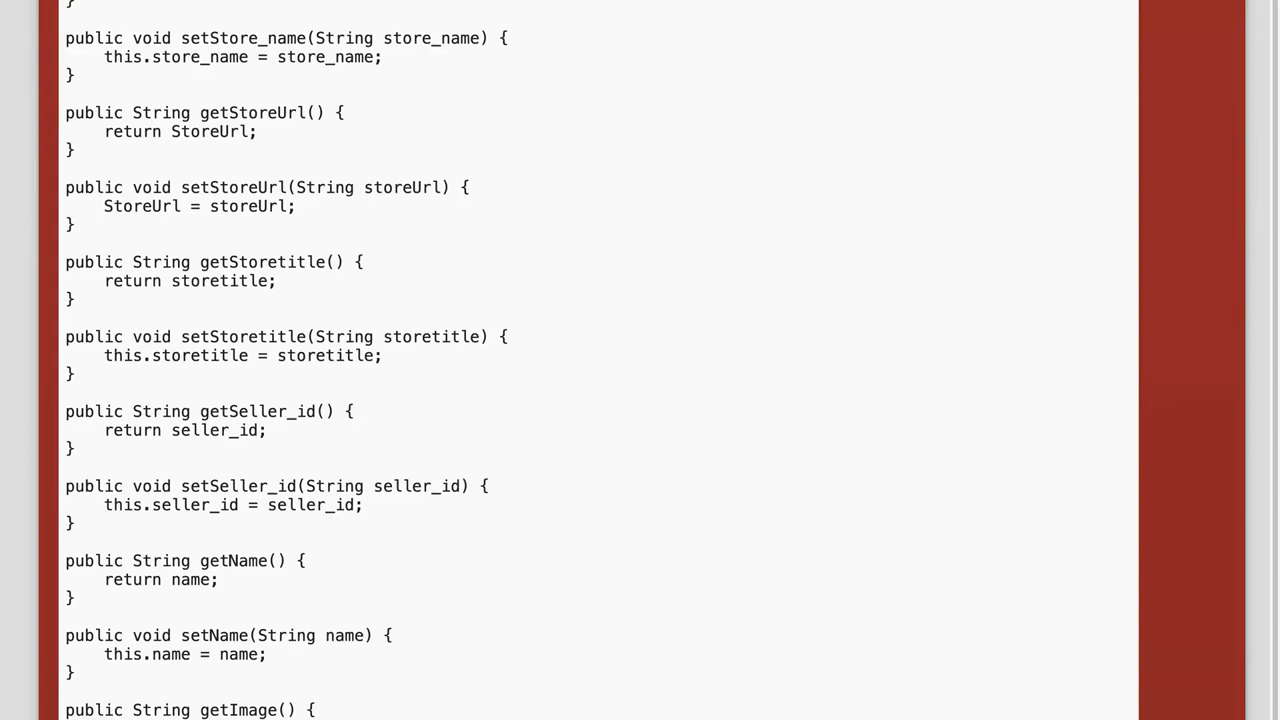 }
public void setStore_name(String store_name) {
    this.store_name = store_name;
}
public String getStoreUrl() {
    return StoreUrl;
}
public void setStoreUrl(String storeUrl) {
    StoreUrl = storeUrl;
}
public String getStoretitle() {
    return storetitle;
}
public void setStoretitle(String storetitle) {
    this.storetitle = storetitle;
}
public String getSeller_id() {
    return seller_id;
}
public void setSeller_id(String seller_id) {
    this.seller_id = seller_id;
}
public String getName() {
    return name;
}
public void setName(String name) {
    this.name = name;
}
public String getImage() {